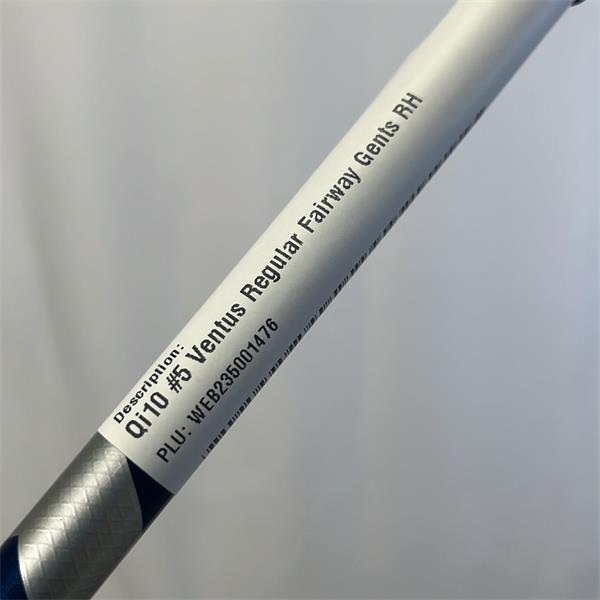 Description:
Qi10 #5 Ventus Regular Fairway Gents RH
PLU: WEB235001476